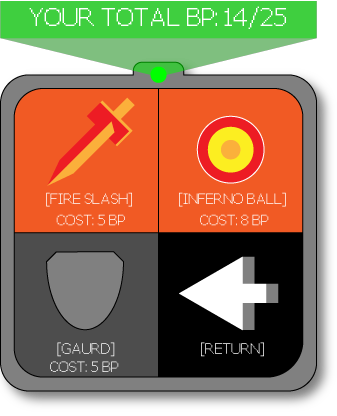 YOUR TOTAL BP: 14/25
[FIRE SLASH]
COST: 5 BP
[INFERNO BALL]
COST: 8 BP
[GAURD]
COST: 5 BP
[RETURN]